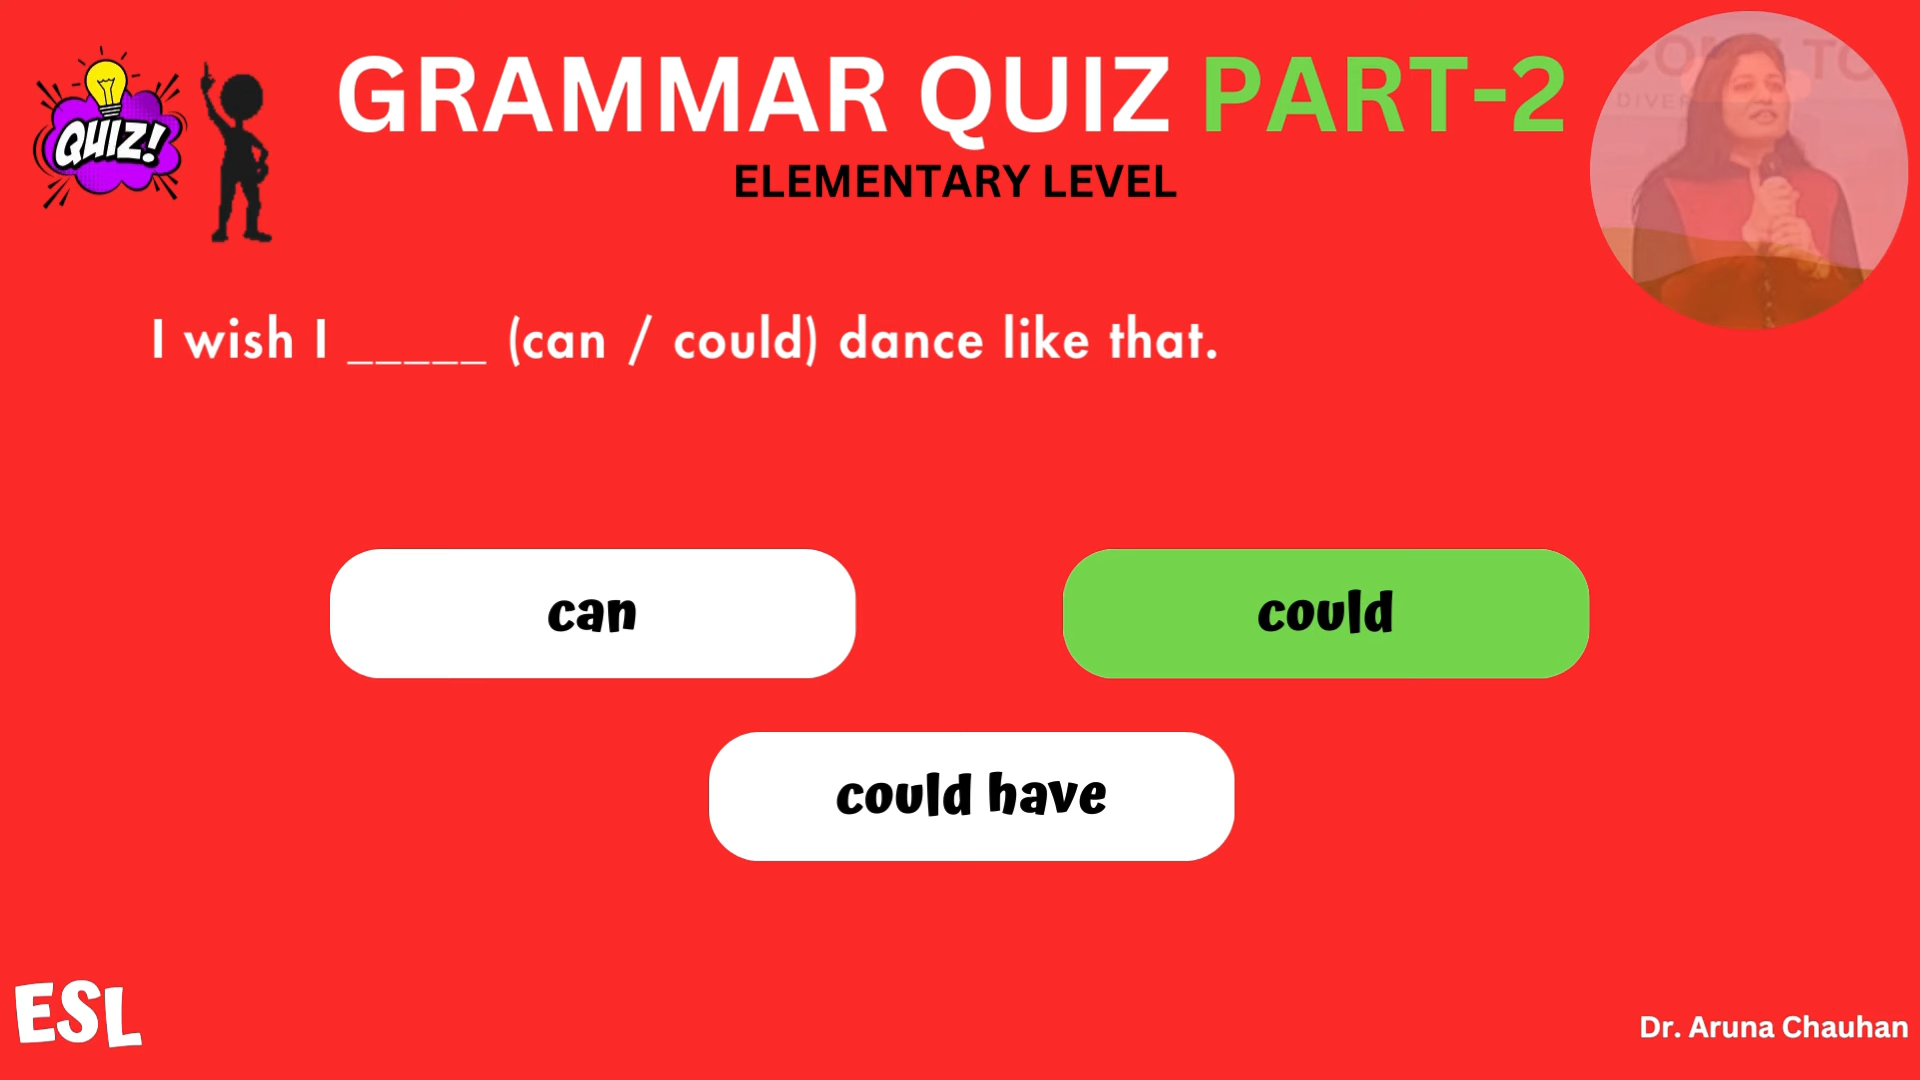 QUIZ!
GRAMMAR QUIZ PART-2
ELEMENTARY LEVEL
I wish I _____ (can / could) dance like that.
can
could
could have
ESL
Dr. Aruna Chauhan